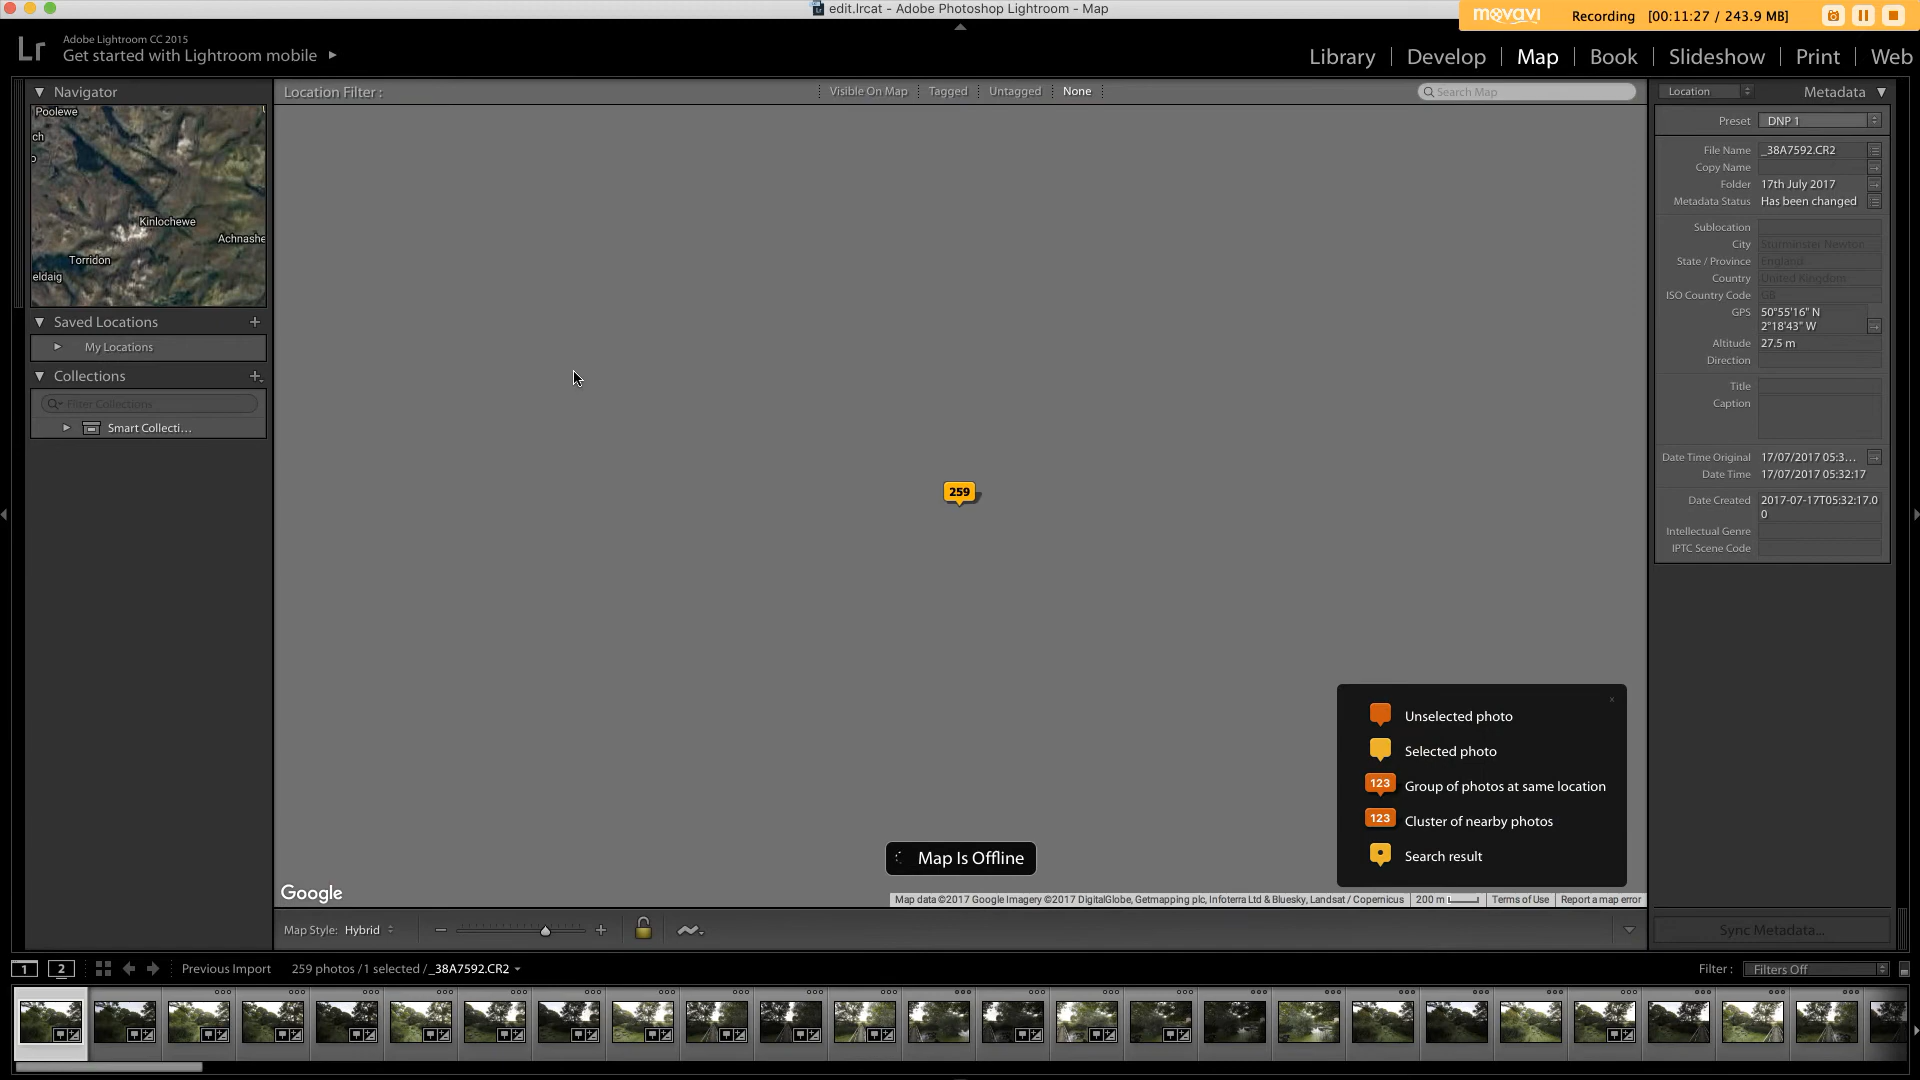 edit.lrcat - Adobe Photoshop Lightroom - Map
movavi
Recording [00:11:27 / 243.9 MB]
Lr
Adobe Lightroom CC 2015
Get started with Lightroom mobile
Library
Develop
Map
Book
Slideshow
Print
Web
Navigator
Poolewe
ch
Kinlochewe
Achnashe
Torridon
eldaig
Saved Locations
My Locations
Collections
Filter Collections
Smart Collecti...
Location Filter :
Visible On Map
Tagged
Untagged
None
Search Map
259
Unselected photo
Selected photo
123 Group of photos at same location
123 Cluster of nearby photos
Search result
Map Is Offline
Google
Map data ©2017 Google Imagery ©2017 DigitalGlobe, Getmapping plc, Infoterra Ltd & Bluesky, Landsat / Copernicus
200 m
Terms of Use
Report a map error
Map Style: Hybrid
Location
Metadata
Preset DNP 1
File Name _38A7592.CR2
Copy Name
Folder 17th July 2017
Metadata Status Has been changed
Sublocation
City Sturminster Newton
State / Province England
Country United Kingdom
ISO Country Code GB
GPS 50°55'16" N
2°18'43" W
Altitude 27.5 m
Direction
Title
Caption
Date Time Original 17/07/2017 05:3...
Date Time 17/07/2017 05:32:17
Date Created 2017-07-17T05:32:17.0
0
Intellectual Genre
IPTC Scene Code
Sync Metadata...
1
2
Previous Import
259 photos / 1 selected / _38A7592.CR2
Filter :
Filters Off